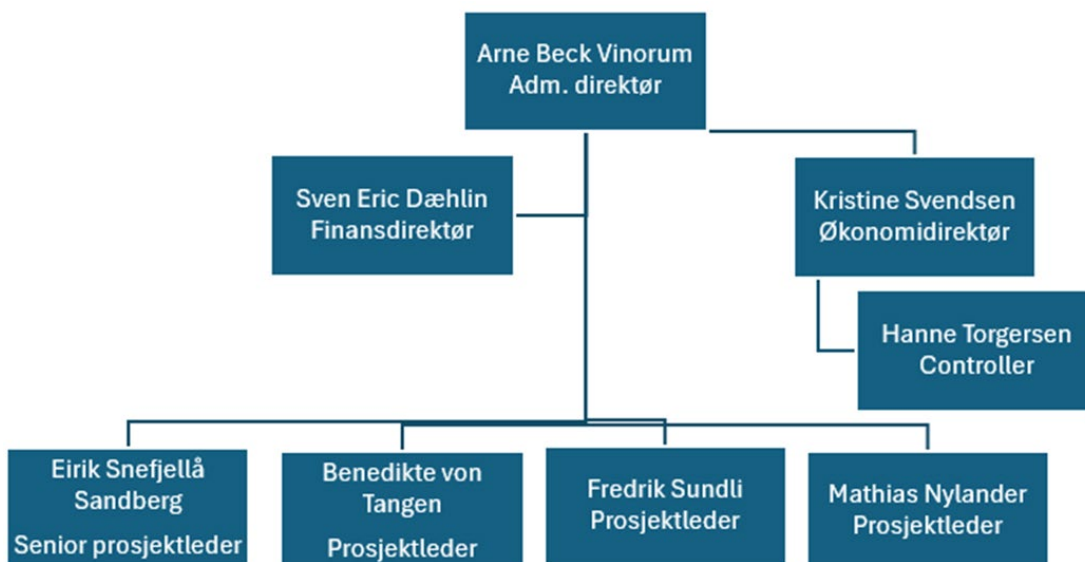 Arne Beck Vinorum
Adm. direktør
Sven Eric Dæhlin
Finansdirektør
Kristine Svendsen
Økonomidirektør
Hanne Torgersen
Controller
Eirik Snefjellå
Sandberg
Senior prosjektleder
Benedikte von
Tangen
Prosjektleder
Fredrik Sundli
Prosjektleder
Mathias Nylander
Prosjektleder